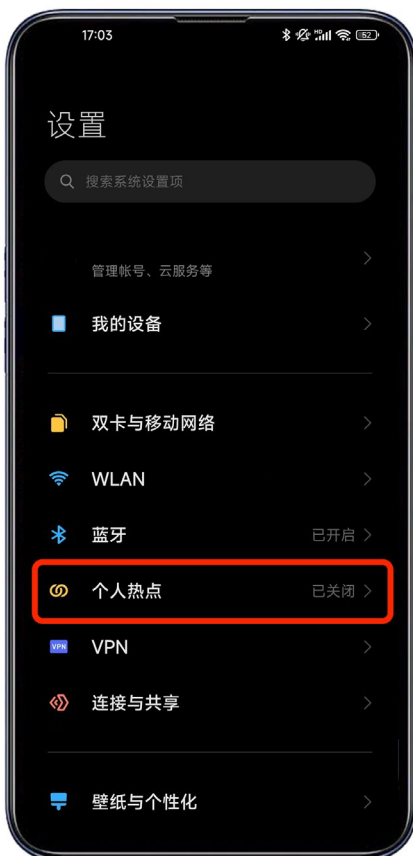 17:03
HD
52
设置
搜索系统设置项
管理帐号、云服务等
我的设备
双卡与移动网络
WLAN
蓝牙 已开启
个人热点 已关闭
VPN VPN
连接与共享
壁纸与个性化